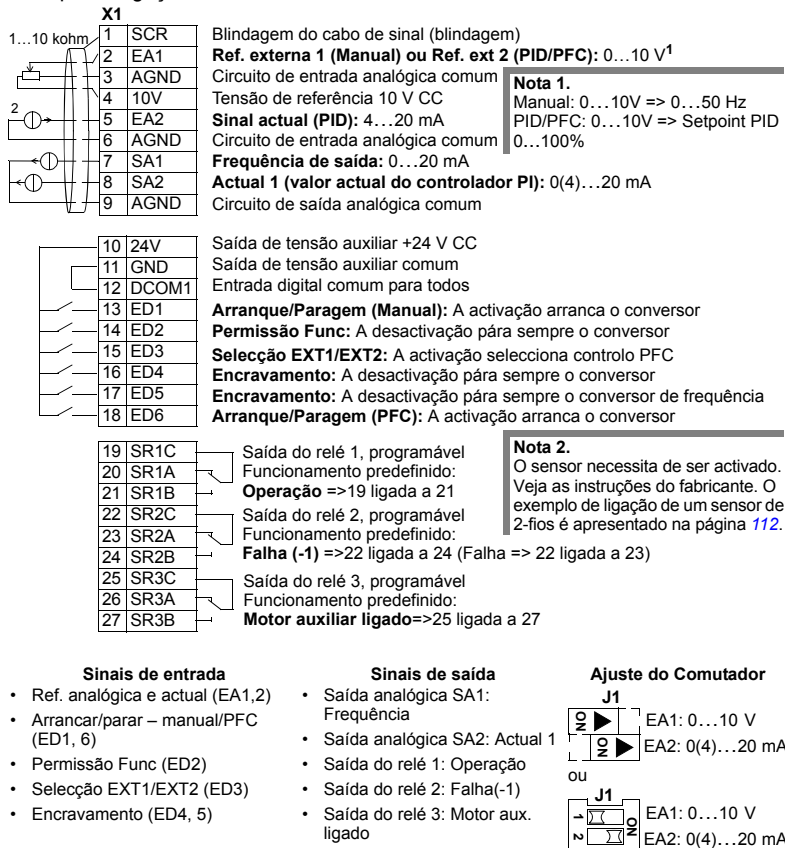 X1
1…10 kohm
1 SCR Blindagem do cabo de sinal (blindagem)
2 EA1 Ref. externa 1 (Manual) ou Ref. ext 2 (PID/PFC): 0…10 V¹
3 AGND Circuito de entrada analógica comum
4 10V Tensão de referência 10 V CC
2
5 EA2 Sinal actual (PID): 4…20 mA
6 AGND Circuito de entrada analógica comum
7 SA1 Frequência de saída: 0…20 mA
8 SA2 Actual 1 (valor actual do controlador PI): 0(4)…20 mA
9 AGND Circuito de saída analógica comum
Nota 1.
Manual: 0…10V => 0…50 Hz
PID/PFC: 0…10V => Setpoint PID
0…100%
10 24V Saída de tensão auxiliar +24 V CC
11 GND Saída de tensão auxiliar comum
12 DCOM1 Entrada digital comum para todos
13 ED1 Arranque/Paragem (Manual): A activação arranca o conversor
14 ED2 Permissão Func: A desactivação pára sempre o conversor
15 ED3 Selecção EXT1/EXT2: A activação selecciona controlo PFC
16 ED4 Encravamento: A desactivação pára sempre o conversor
17 ED5 Encravamento: A desactivação pára sempre o conversor de frequência
18 ED6 Arranque/Paragem (PFC): A activação arranca o conversor
19 SR1C Saída do relé 1, programável
20 SR1A Funcionamento predefinido:
21 SR1B Operação =>19 ligada a 21
22 SR2C Saída do relé 2, programável
23 SR2A Funcionamento predefinido:
24 SR2B Falha (-1) =>22 ligada a 24 (Falha => 22 ligada a 23)
25 SR3C Saída do relé 3, programável
26 SR3A Funcionamento predefinido:
27 SR3B Motor auxiliar ligado=>25 ligada a 27
Nota 2.
O sensor necessita de ser activado.
Veja as instruções do fabricante. O
exemplo de ligação de um sensor de
2-fios é apresentado na página 112.
Sinais de entrada
• Ref. analógica e actual (EA1,2)
• Arrancar/parar – manual/PFC
(ED1, 6)
• Permissão Func (ED2)
• Selecção EXT1/EXT2 (ED3)
• Encravamento (ED4, 5)
Sinais de saída
• Saída analógica SA1:
Frequência
• Saída analógica SA2: Actual 1
• Saída do relé 1: Operação
• Saída do relé 2: Falha(-1)
• Saída do relé 3: Motor aux.
ligado
Ajuste do Comutador
J1
ON EA1: 0…10 V
ON EA2: 0(4)…20 mA
ou
J1
1 EA1: 0…10 V
ON
2 EA2: 0(4)…20 mA